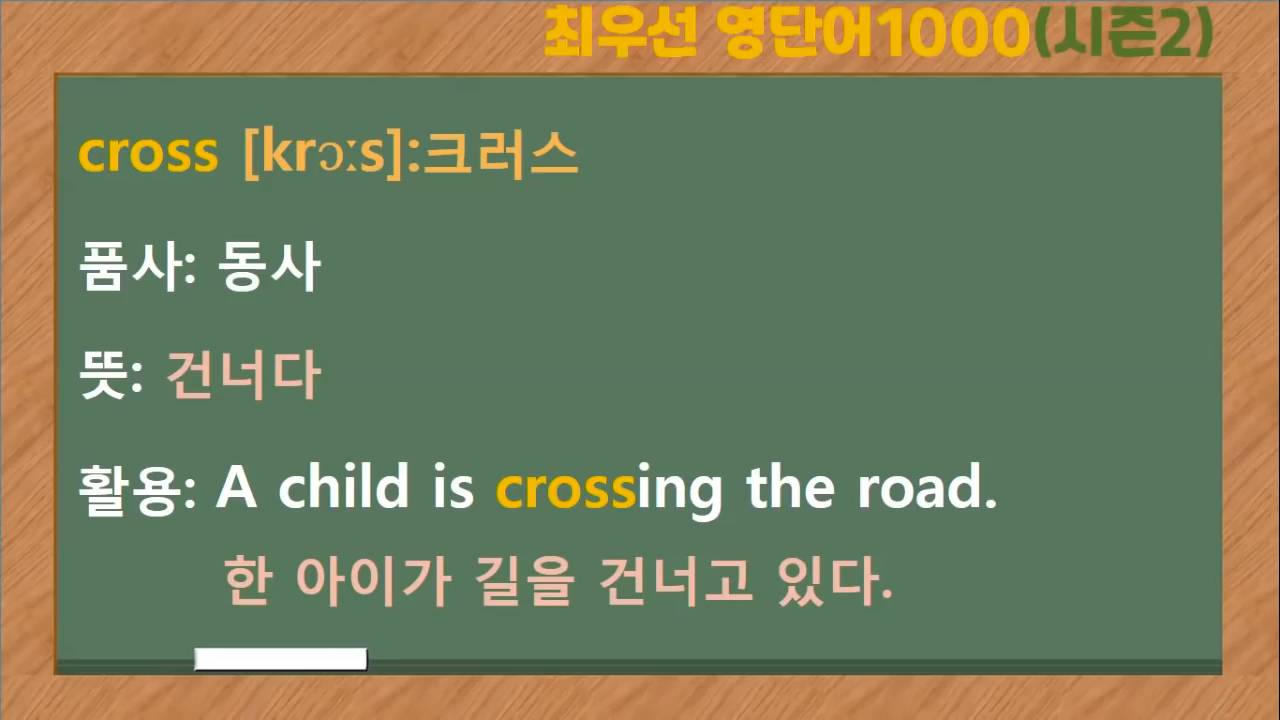 최우선 영단어1000(시즌2)
cross [krɔːs]:크러스
품사: 동사
뜻: 건너다
활용: A child is crossing the road.
한 아이가 길을 건너고 있다.